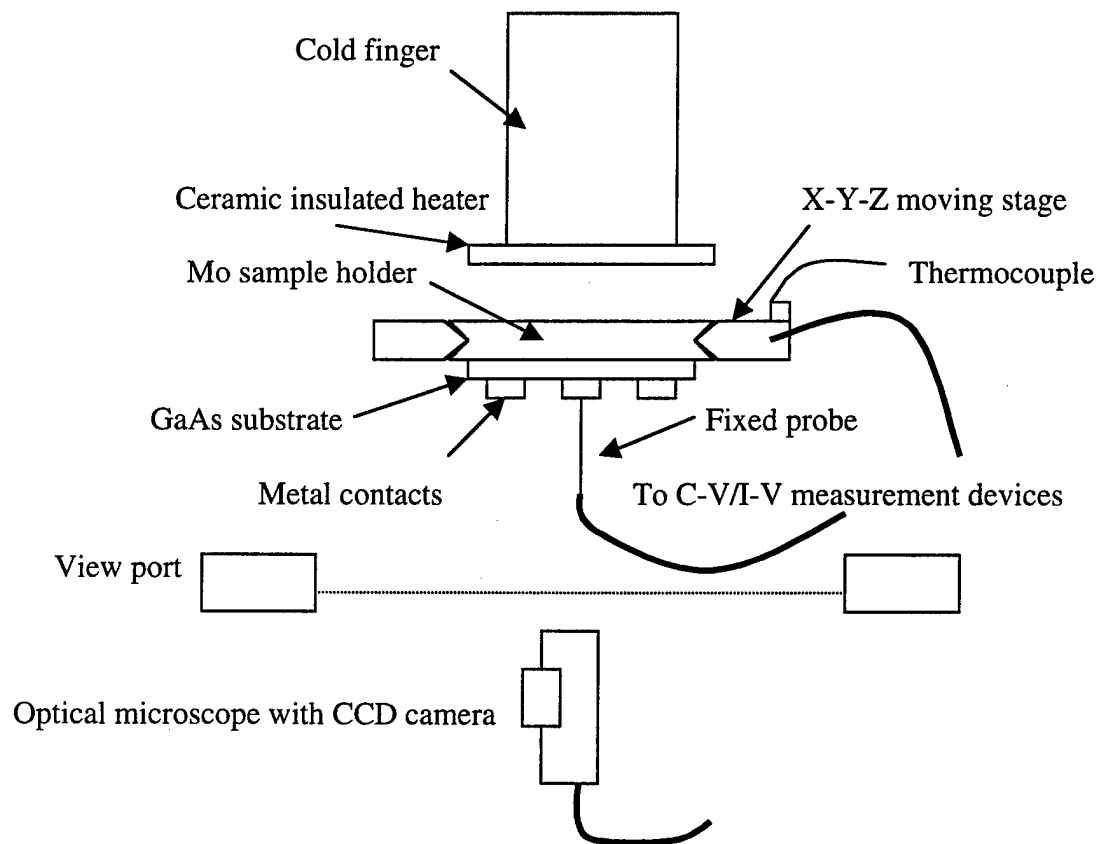 Cold finger
Ceramic insulated heater
X-Y-Z moving stage
Mo sample holder
Thermocouple
GaAs substrate
Fixed probe
Metal contacts
To C-V/I-V measurement devices
View port
Optical microscope with CCD camera